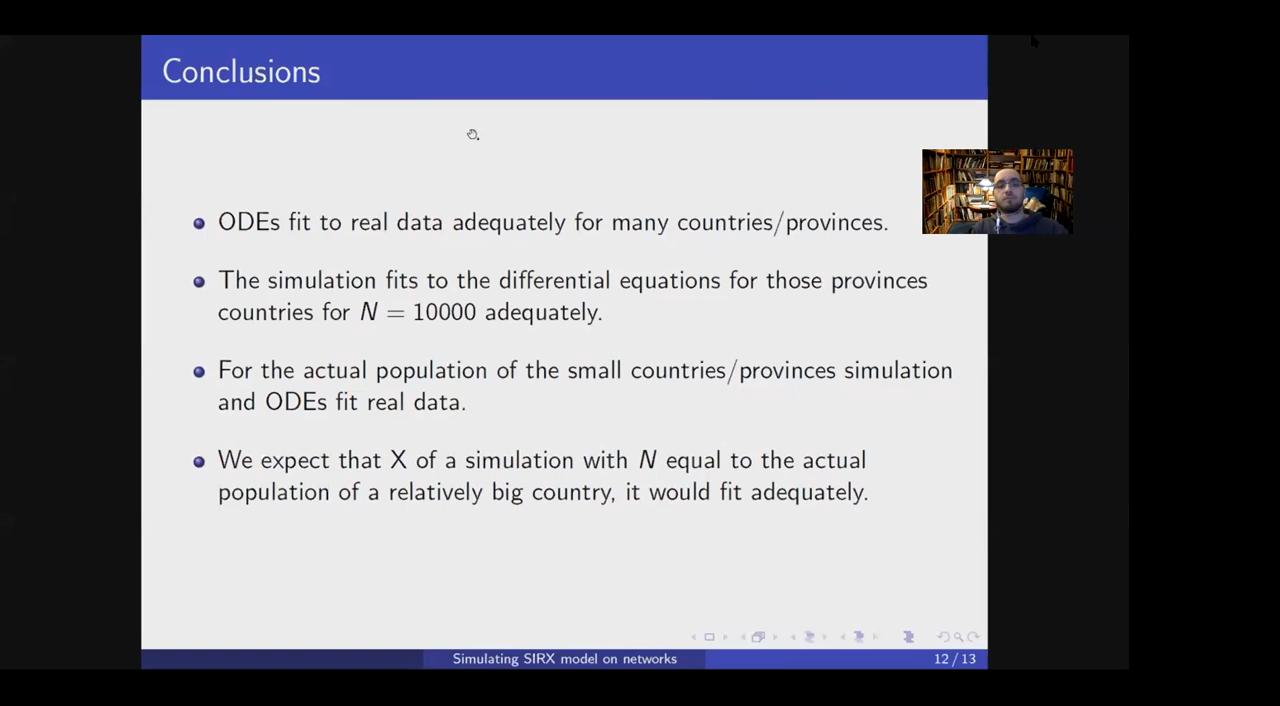 Conclusions
ODEs fit to real data adequately for many countries/provinces.
The simulation fits to the differential equations for those provinces
countries for N = 10000 adequately.
For the actual population of the small countries/provinces simulation
and ODEs fit real data.
We expect that X of a simulation with N equal to the actual
population of a relatively big country, it would fit adequately.
Simulating SIRX model on networks
12 / 13